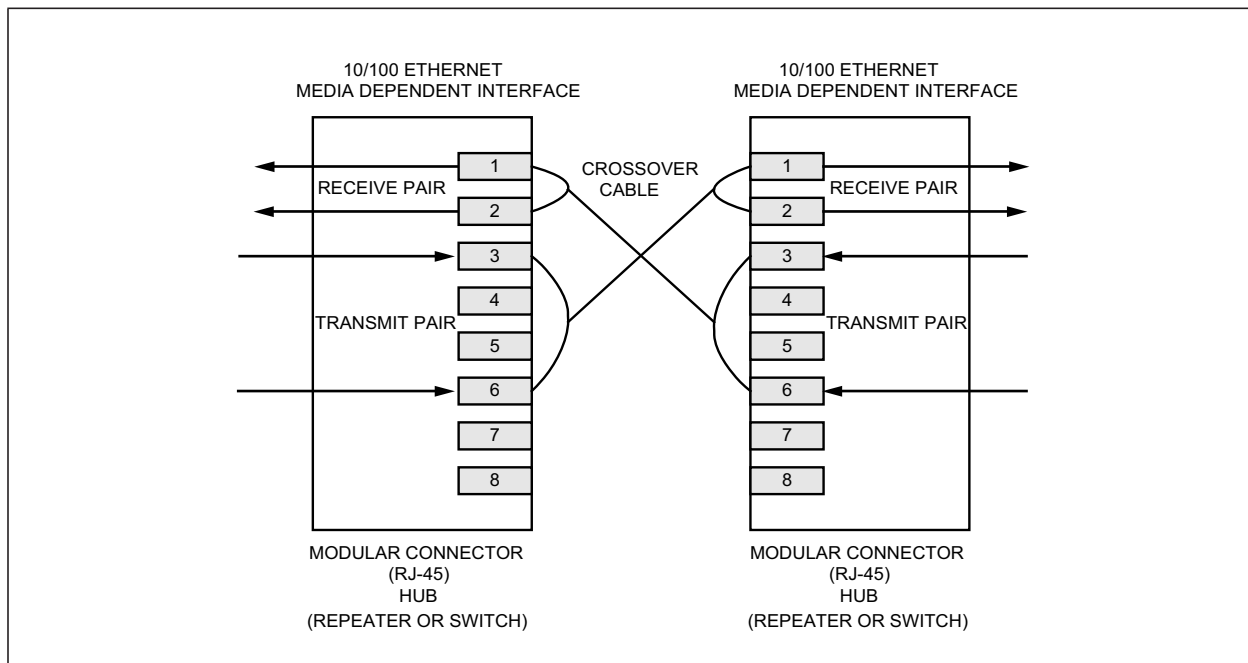 10/100 ETHERNET
MEDIA DEPENDENT INTERFACE
10/100 ETHERNET
MEDIA DEPENDENT INTERFACE
1
RECEIVE PAIR
2
3
4
TRANSMIT PAIR
5
6
7
8
CROSSOVER
CABLE
1
RECEIVE PAIR
2
3
4
TRANSMIT PAIR
5
6
7
8
MODULAR CONNECTOR
(RJ-45)
HUB
(REPEATER OR SWITCH)
MODULAR CONNECTOR
(RJ-45)
HUB
(REPEATER OR SWITCH)